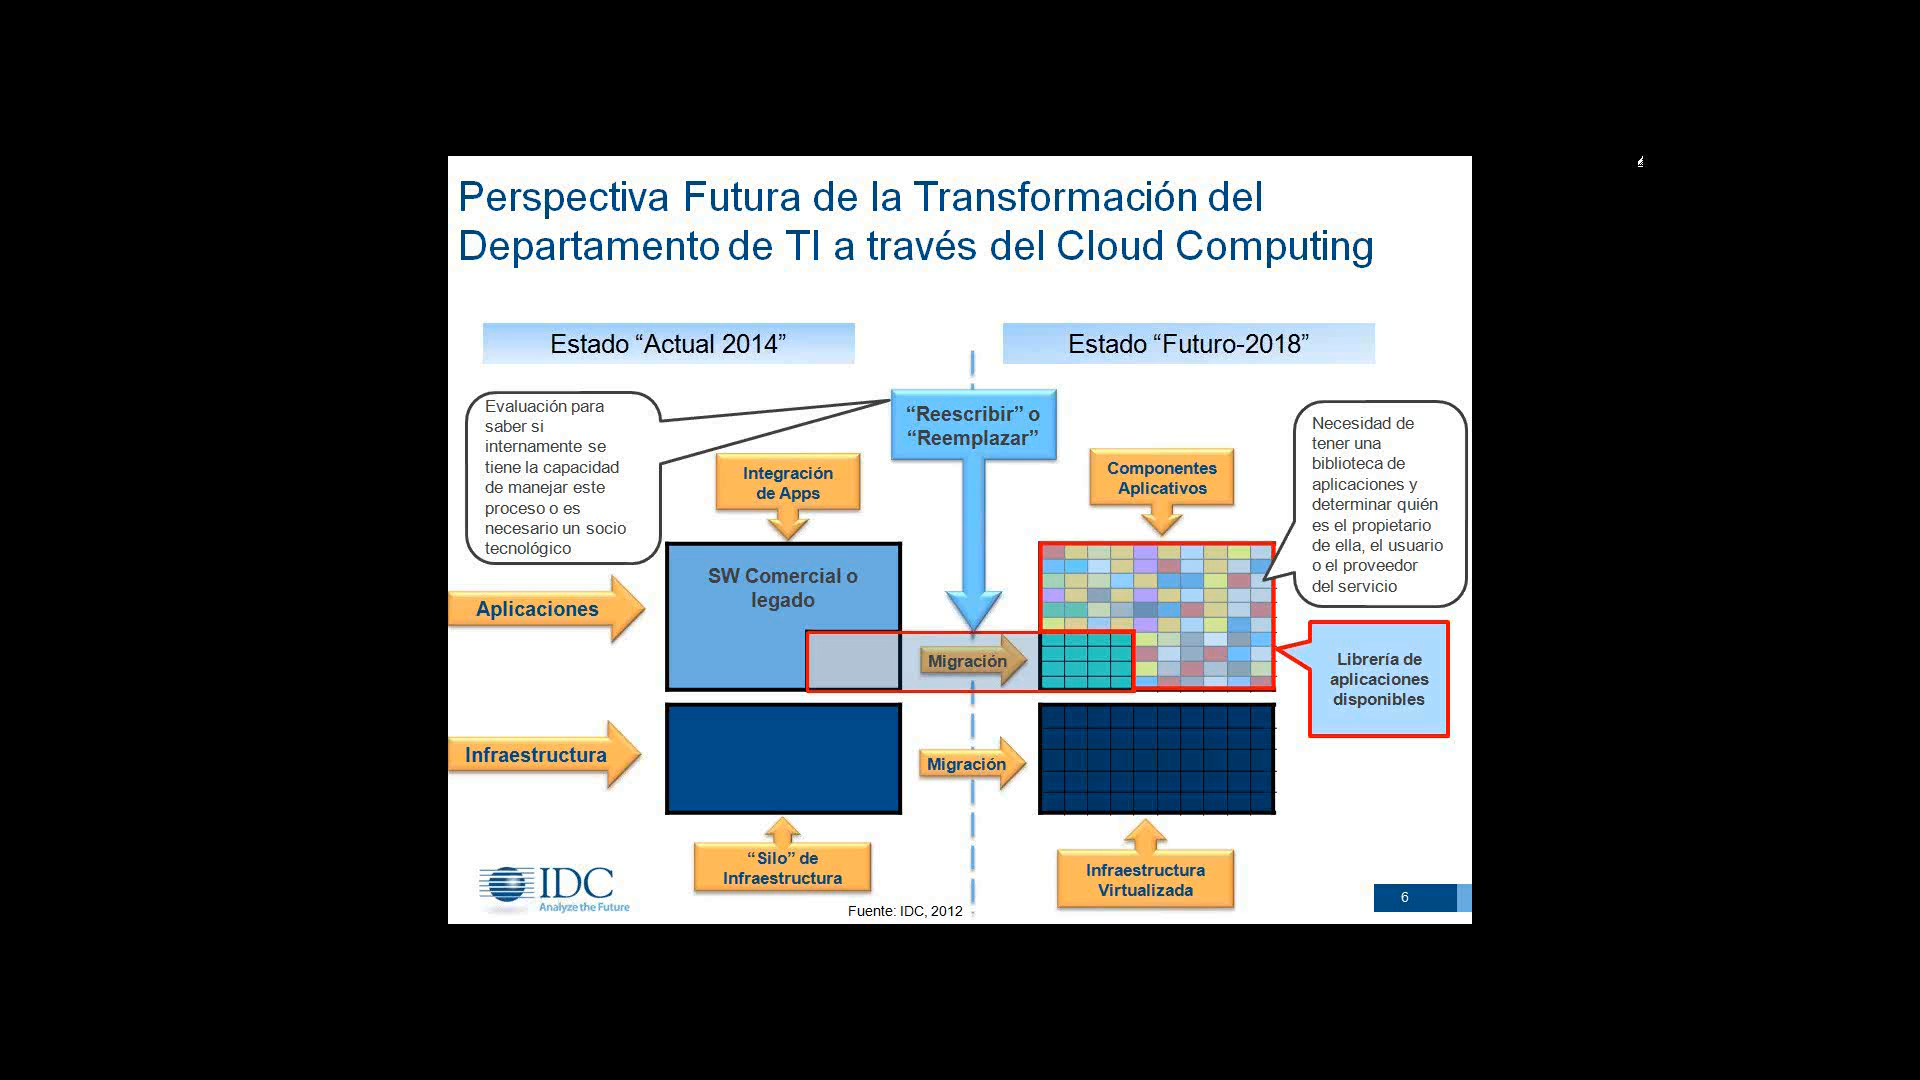 Perspectiva Futura de la Transformación del
Departamento de TI a través del Cloud Computing
Estado “Actual 2014”
Estado “Futuro-2018”
Evaluación para
saber si
internamente se
tiene la capacidad
de manejar este
proceso o es
necesario un socio
tecnológico
“Reescribir” o
“Reemplazar”
Integración
de Apps
Componentes
Aplicativos
Necesidad de
tener una
biblioteca de
aplicaciones y
determinar quién
es el propietario
de ella, el usuario
o el proveedor
del servicio
Aplicaciones
SW Comercial o
legado
Migración
Librería de
aplicaciones
disponibles
Infraestructura
Migración
“Silo” de
Infraestructura
Infraestructura
Virtualizada
IDC
Analyze the Future
Fuente: IDC, 2012
6